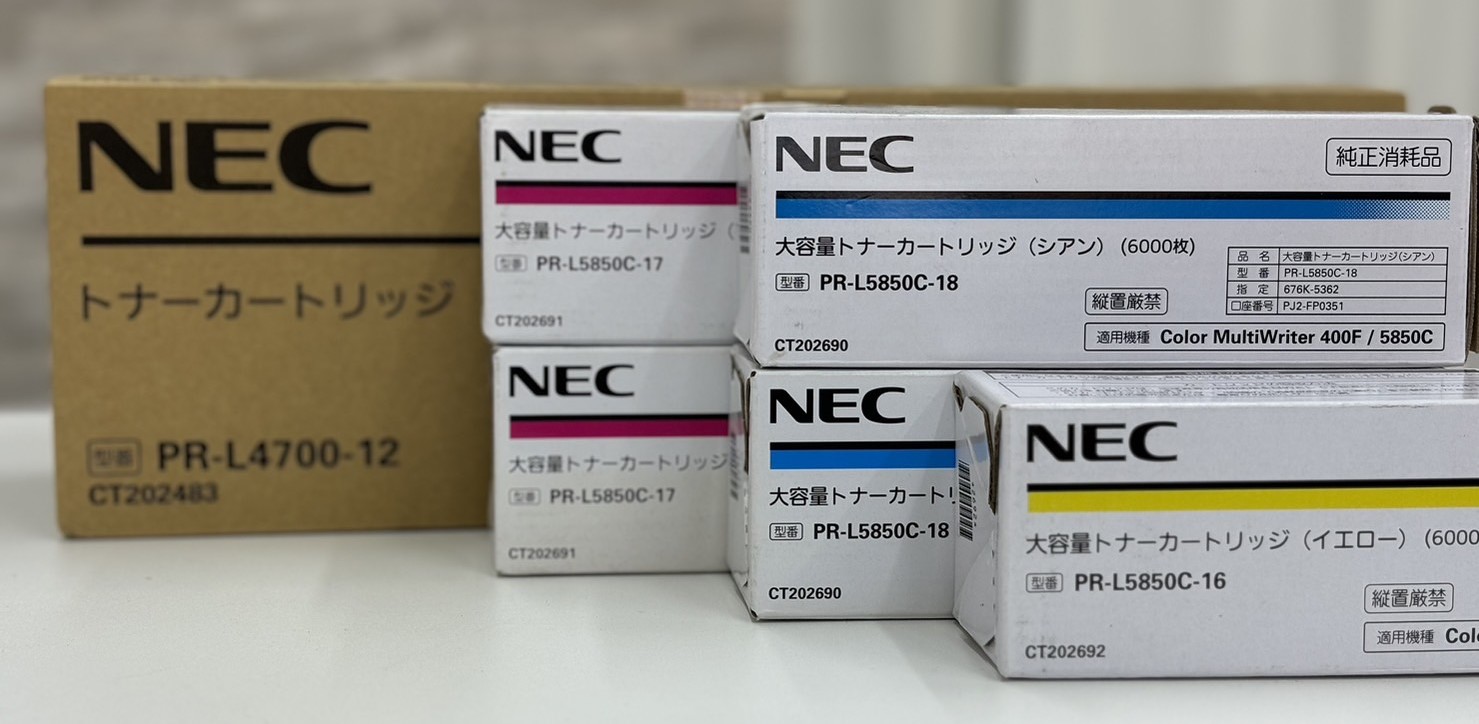 NEC
トナーカートリッジ
型番 PR-L4700-12
CT202483
NEC
大容量トナーカートリッジ（
型番 PR-L5850C-17
CT202691
NEC
大容量トナーカートリッジ
型番 PR-L5850C-17
CT202691
NEC
純正消耗品
大容量トナーカートリッジ（シアン）(6000枚)
型番 PR-L5850C-18
品名 大容量トナーカートリッジ(シアン)
型番 PR-L5850C-18
指定 676K-5362
口座番号 PJ2-FP0351
縦置厳禁
CT202690
適用機種 Color MultiWriter 400F / 5850C
NEC
大容量トナーカート
型番 PR-L5850C-18
CT202690
NEC
大容量トナーカートリッジ（イエロー）(6000
型番 PR-L5850C-16
縦置厳禁
CT202692
適用機種 Col